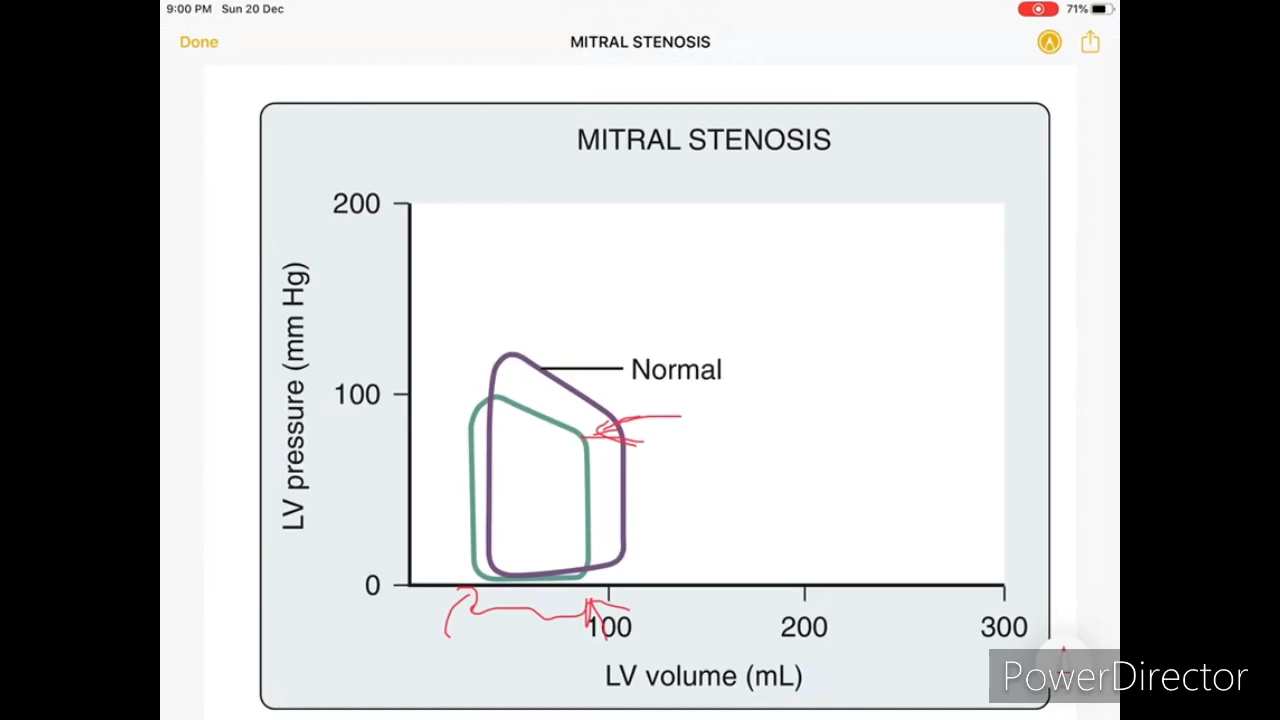 9:00 PM Sun 20 Dec
71%
Done
MITRAL STENOSIS
MITRAL STENOSIS
200
Normal
100
LV pressure (mm Hg)
0
100
200
300
LV volume (mL)
PowerDirector